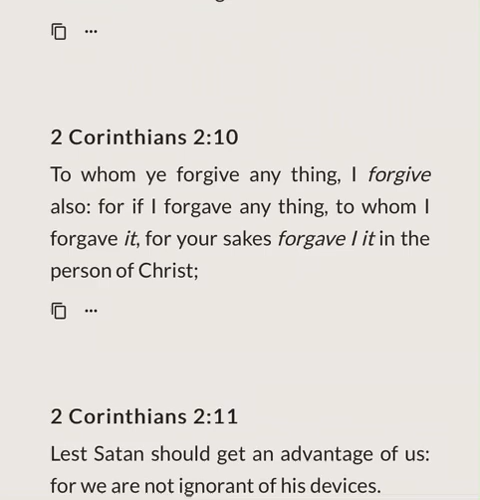 2 Corinthians 2:10
To whom ye forgive any thing, I forgive
also: for if I forgave any thing, to whom I
forgave it, for your sakes forgave I it in the
person of Christ;
2 Corinthians 2:11
Lest Satan should get an advantage of us:
for we are not ignorant of his devices.